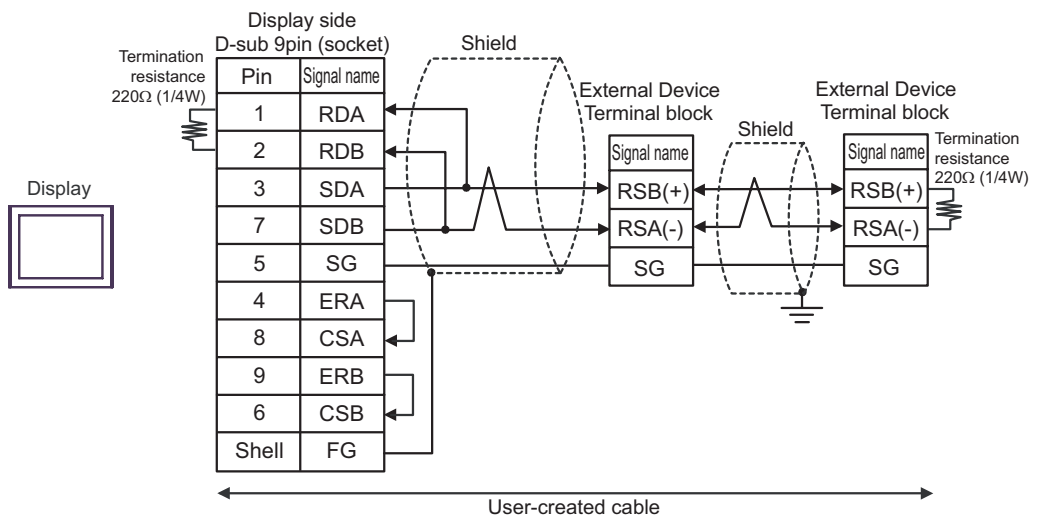 Display side
D-sub 9pin (socket)
Shield
Termination
resistance
220Ω (1/4W)
Pin Signal name
1 RDA
2 RDB
3 SDA
7 SDB
5 SG
4 ERA
8 CSA
9 ERB
6 CSB
Shell FG
Display
External Device
Terminal block
Signal name
RSB(+)
RSA(-)
SG
Shield
External Device
Terminal block
Signal name
RSB(+)
RSA(-)
SG
Termination
resistance
220Ω (1/4W)
User-created cable